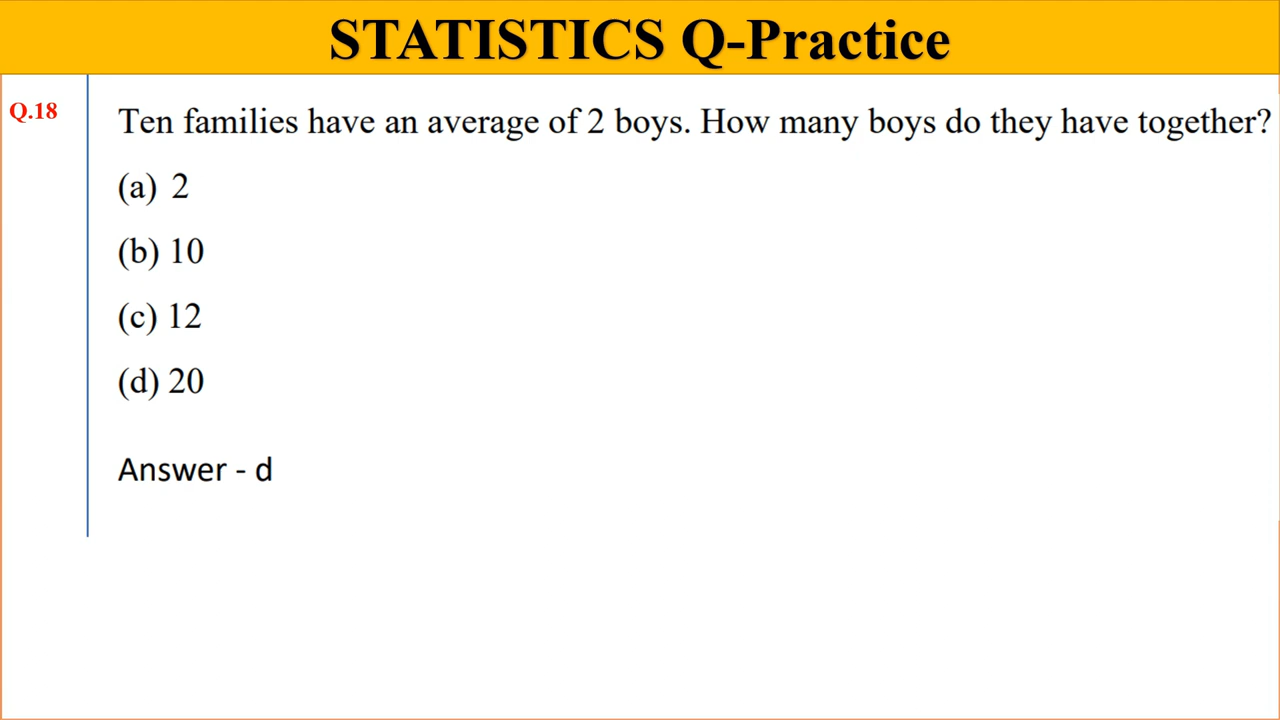 STATISTICS Q-Practice
Q.18
Ten families have an average of 2 boys. How many boys do they have together?
(a) 2
(b) 10
(c) 12
(d) 20
Answer - d